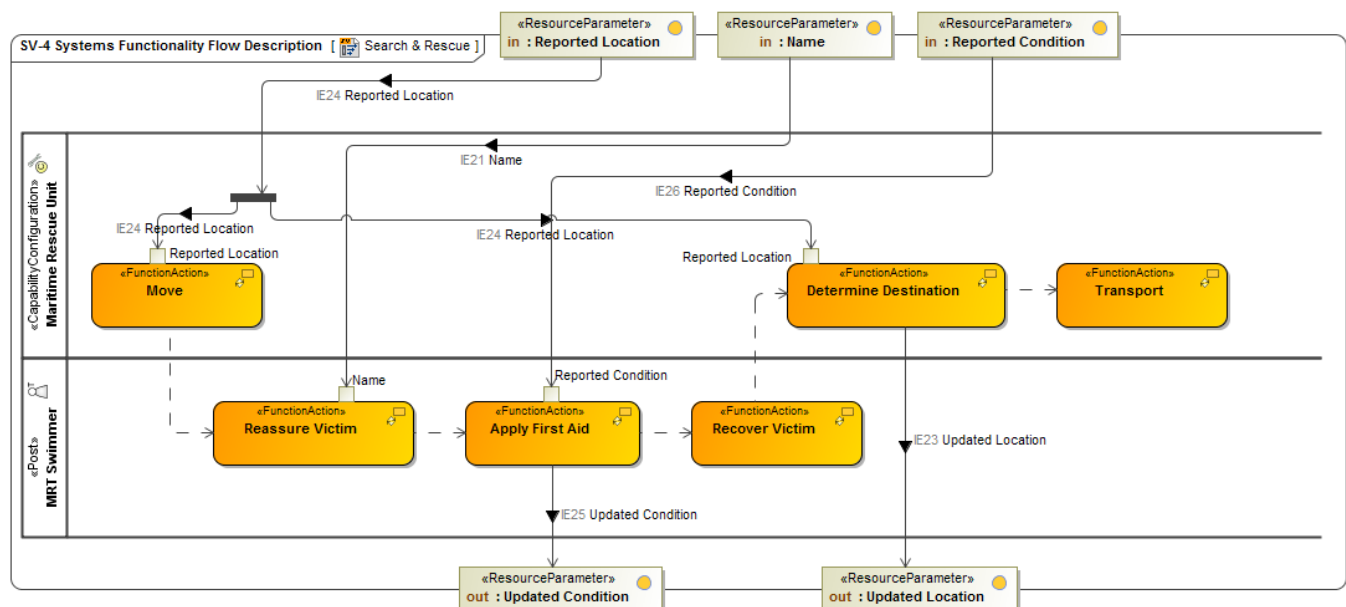 «ResourceParameter»
in : Reported Location
«ResourceParameter»
in : Name
«ResourceParameter»
in : Reported Condition
SV-4 Systems Functionality Flow Description [ Search & Rescue ]
IE24 Reported Location
«CapabilityConfiguration»
Maritime Rescue Unit
IE21 Name
IE26 Reported Condition
IE24 Reported Location
IE24 Reported Location
Reported Location
Reported Location
«FunctionAction»
Move
«FunctionAction»
Determine Destination
«FunctionAction»
Transport
«Post»
MRT Swimmer
Name
Reported Condition
«FunctionAction»
Reassure Victim
«FunctionAction»
Apply First Aid
«FunctionAction»
Recover Victim
IE23 Updated Location
IE25 Updated Condition
«ResourceParameter»
out : Updated Condition
«ResourceParameter»
out : Updated Location